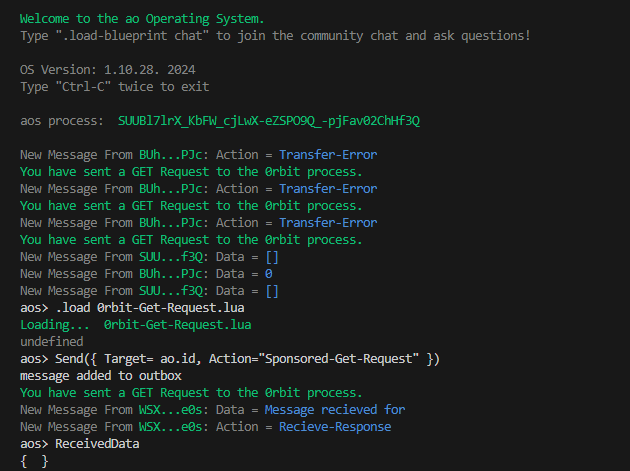 Welcome to the ao Operating System.
Type ".load-blueprint chat" to join the community chat and ask questions!
OS Version: 1.10.28. 2024
Type "Ctrl-C" twice to exit
aos process:  SUUBl7lrX_KbFW_cjLwX-eZSPO9Q_-pjFav02ChHf3Q
New Message From BUh...PJc: Action = Transfer-Error
You have sent a GET Request to the 0rbit process.
New Message From BUh...PJc: Action = Transfer-Error
You have sent a GET Request to the 0rbit process.
New Message From BUh...PJc: Action = Transfer-Error
You have sent a GET Request to the 0rbit process.
New Message From SUU...f3Q: Data = []
New Message From BUh...PJc: Data = 0
New Message From SUU...f3Q: Data = []
aos> .load 0rbit-Get-Request.lua
Loading...  0rbit-Get-Request.lua
undefined
aos> Send({ Target= ao.id, Action="Sponsored-Get-Request" })
message added to outbox
You have sent a GET Request to the 0rbit process.
New Message From WSX...e0s: Data = Message recieved for
New Message From WSX...e0s: Action = Recieve-Response
aos> ReceivedData
{  }